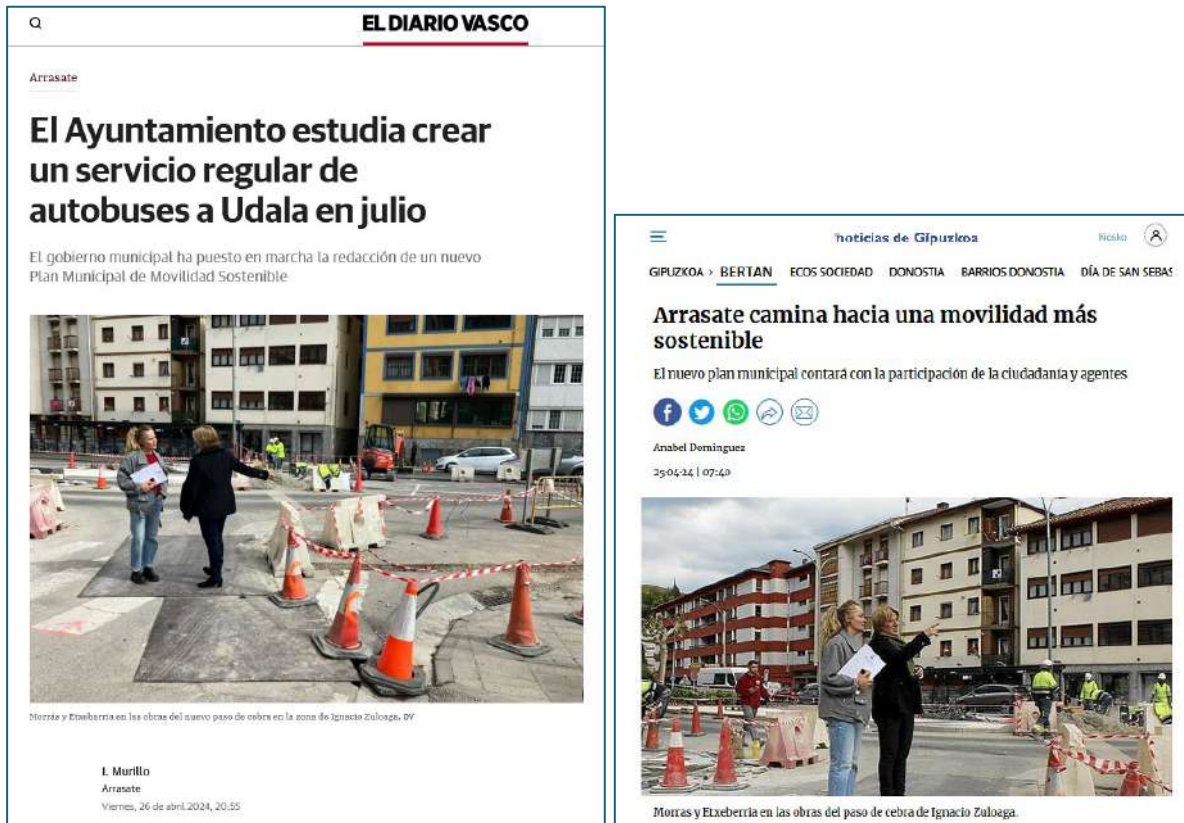 EL DIARIO VASCO
Arrasate
El Ayuntamiento estudia crear
un servicio regular de
autobuses a Udala en julio
El gobierno municipal ha puesto en marcha la redacción de un nuevo
Plan Municipal de Movilidad Sostenible
Morrás y Etxeberria en las obras del nuevo paso de cebra en la zona de Ignacio Zuloaga. DV
I. Murillo
Arrasate
Viernes, 26 de abril 2024, 20:55
noticias de Gipuzkoa
Kiosko
GIPUZKOA › BERTAN ECOS SOCIEDAD DONOSTIA BARRIOS DONOSTIA DÍA DE SAN SEBAS
Arrasate camina hacia una movilidad más
sostenible
El nuevo plan municipal contará con la participación de la ciudadanía y agentes
Anabel Dominguez
25·04·24 | 07:40
Morras y Etxeberria en las obras del paso de cebra de Ignacio Zuloaga.